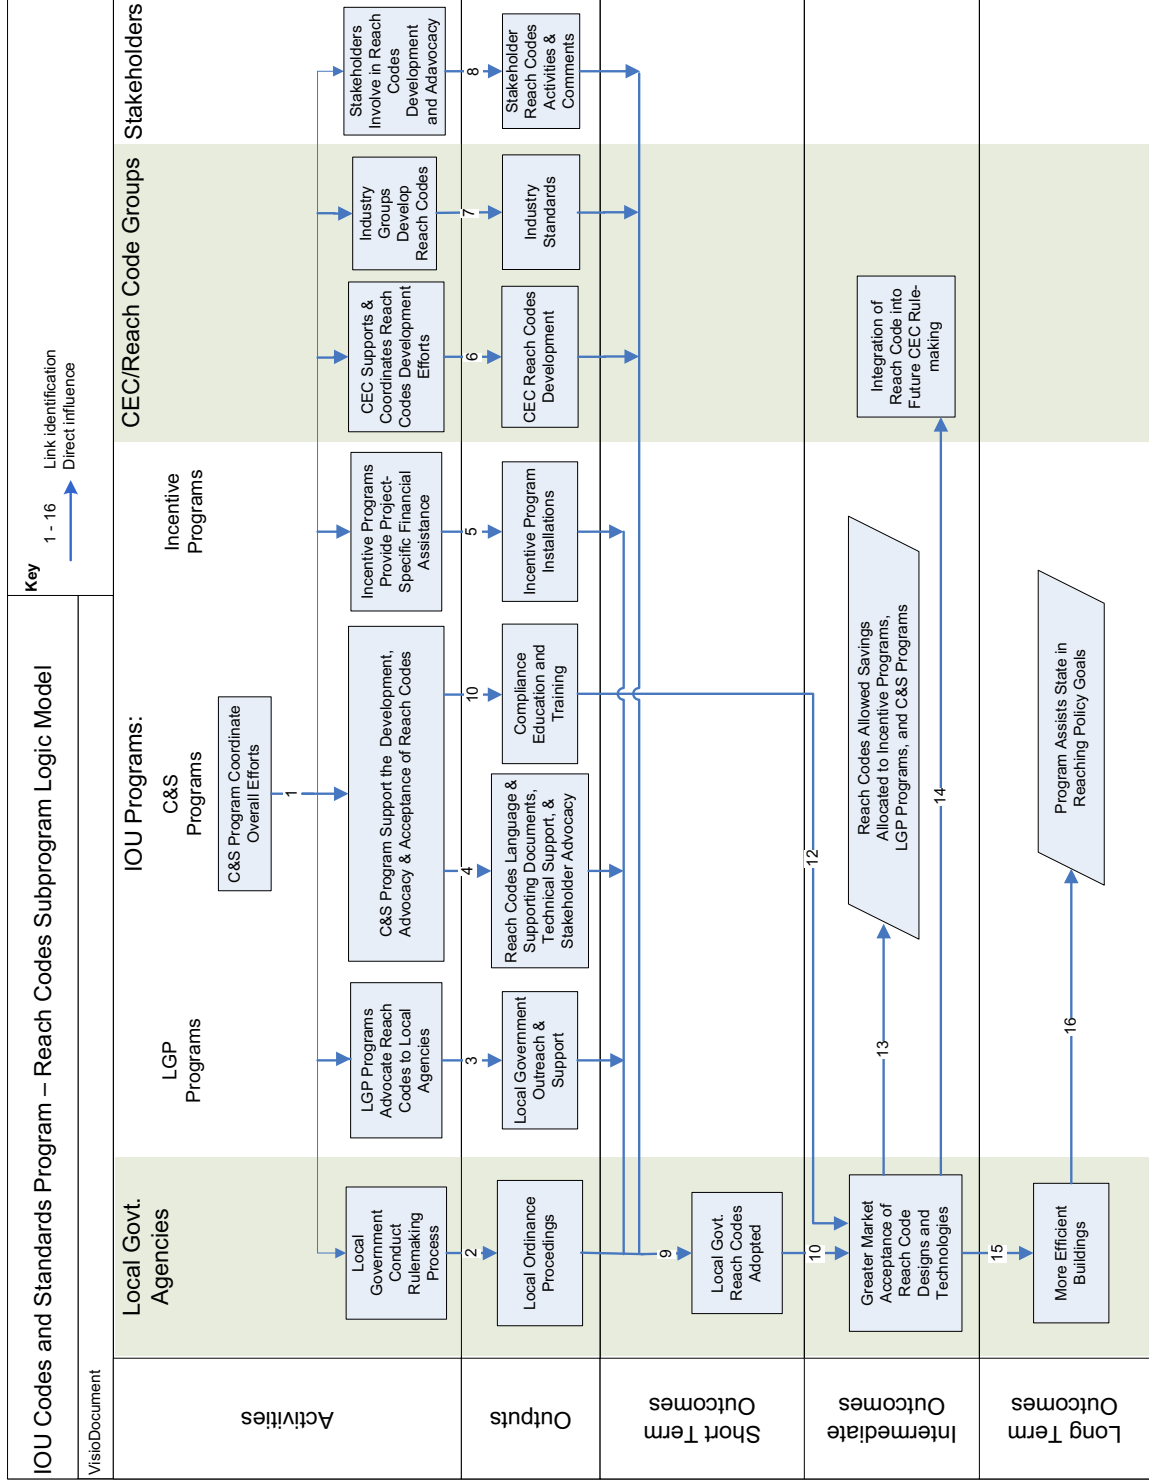 IOU Codes and Standards Program – Reach Codes Subprogram Logic Model
VisioDocument
Key
1 - 16
Link identification
Direct influence
Local Govt.
Agencies
IOU Programs:
LGP
Programs
C&S
Programs
Incentive
Programs
CEC/Reach Code Groups
Stakeholders
Activities
C&S Program Coordinate
Overall Efforts
1
Local
Government
Conduct
Rulemaking
Process
LGP Programs
Advocate Reach
Codes to Local
Agencies
C&S Program Support the Development,
Advocacy & Acceptance of Reach Codes
Incentive Programs
Provide Project-
Specific Financial
Assistance
CEC Supports &
Coordinates Reach
Codes Development
Efforts
Industry
Groups
Develop
Reach Codes
Stakeholders
Involve in Reach
Codes
Development
and Adavocacy
2
3
4
10
5
6
7
8
Outputs
Local Ordinance
Procedings
Local Government
Outreach &
Support
Reach Codes Language &
Supporting Documents,
Technical Support, &
Stakeholder Advocacy
Compliance
Education and
Training
Incentive Program
Installations
CEC Reach Codes
Development
Industry
Standards
Stakeholder
Reach Codes
Activities &
Comments
Short Term
Outcomes
9
Local Govt.
Reach Codes
Adopted
10
12
Intermediate
Outcomes
Greater Market
Acceptance of
Reach Code
Designs and
Technologies
13
Reach Codes Allowed Savings
Allocated to Incentive Programs,
LGP Programs, and C&S Programs
14
Integration of
Reach Code into
Future CEC Rule-
making
15
Long Term
Outcomes
More Efficient
Buildings
16
Program Assists State in
Reaching Policy Goals